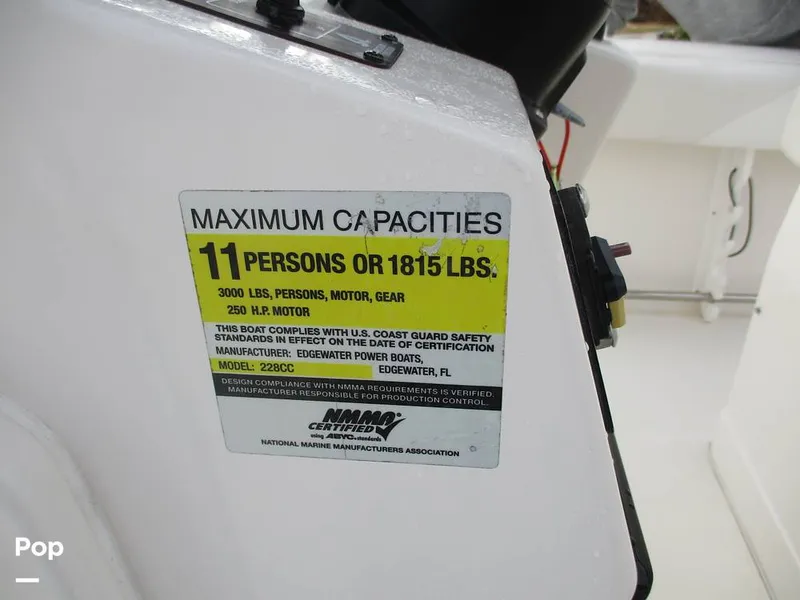 MAXIMUM CAPACITIES
11 PERSONS OR 1815 LBS.
3000 LBS, PERSONS, MOTOR, GEAR
250 H.P. MOTOR
THIS BOAT COMPLIES WITH U.S. COAST GUARD SAFETY
STANDARDS IN EFFECT ON THE DATE OF CERTIFICATION
MANUFACTURER: EDGEWATER POWER BOATS,
MODEL: 228CC EDGEWATER, FL
DESIGN COMPLIANCE WITH NMMA REQUIREMENTS IS VERIFIED.
MANUFACTURER RESPONSIBLE FOR PRODUCTION CONTROL.
NMMA®
CERTIFIED
using ABYC standards
NATIONAL MARINE MANUFACTURERS ASSOCIATION
Pop